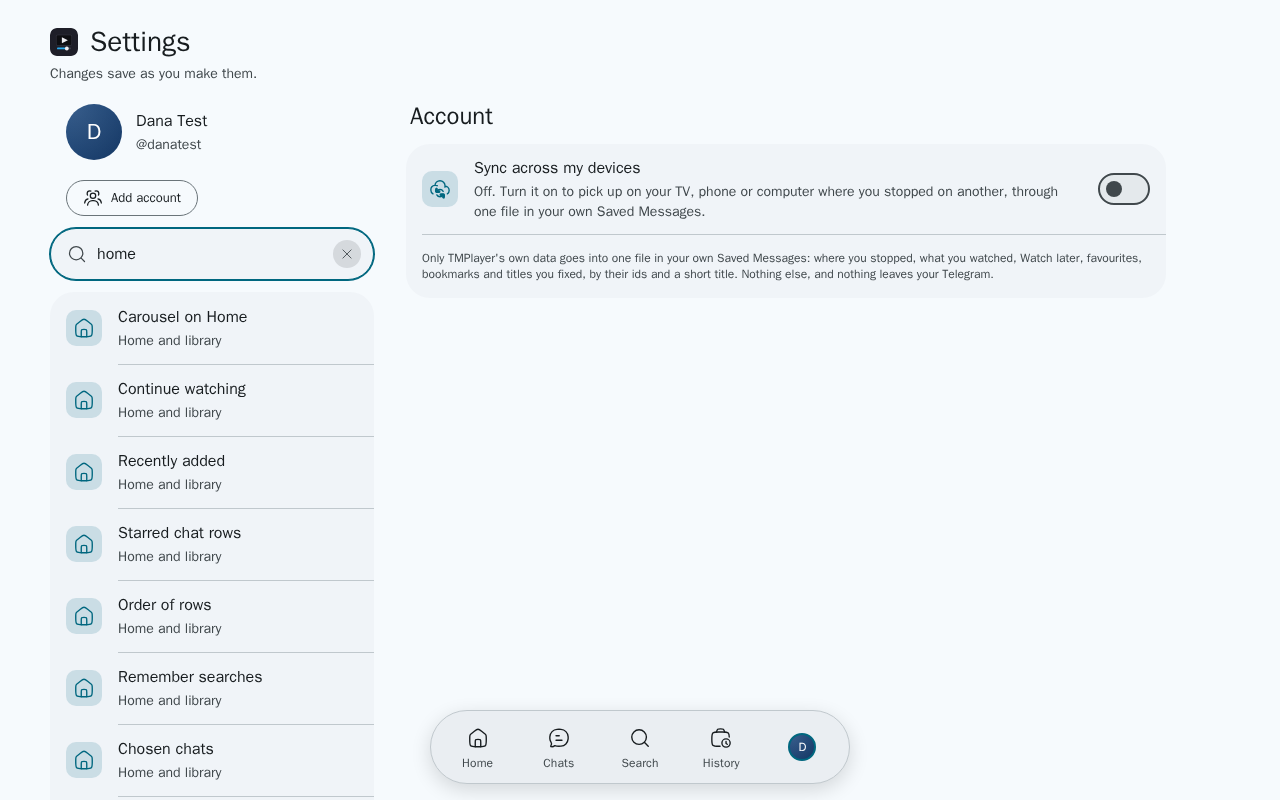 Settings
Changes save as you make them.
D
Dana Test
@danatest
Add account
home
Carousel on Home
Home and library
Continue watching
Home and library
Recently added
Home and library
Starred chat rows
Home and library
Order of rows
Home and library
Remember searches
Home and library
Chosen chats
Home and library
Account
Sync across my devices
Off. Turn it on to pick up on your TV, phone or computer where you stopped on another, through
one file in your own Saved Messages.
Only TMPlayer's own data goes into one file in your own Saved Messages: where you stopped, what you watched, Watch later, favourites,
bookmarks and titles you fixed, by their ids and a short title. Nothing else, and nothing leaves your Telegram.
Home
Chats
Search
History
D